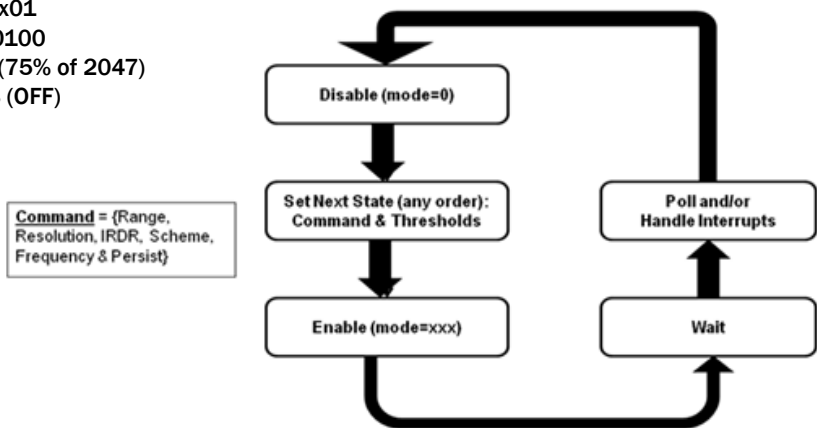 x01
0100
(75% of 2047)
(OFF)
Disable (mode=0)
Set Next State (any order):
Command & Thresholds
Enable (mode=xxx)
Command = {Range,
Resolution, IRDR, Scheme,
Frequency & Persist}
Poll and/or
Handle Interrupts
Wait